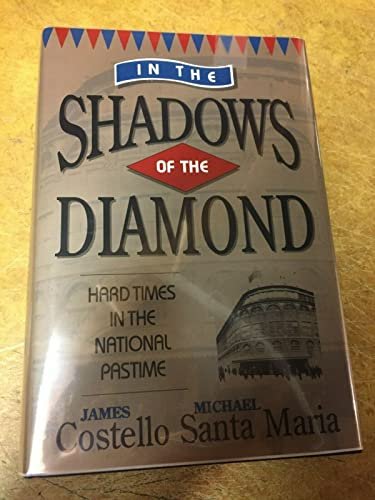 IN THE
SHADOWS
OF THE
DIAMOND
HARD TIMES
IN THE
NATIONAL
PASTIME
JAMES MICHAEL
Costello Santa Maria